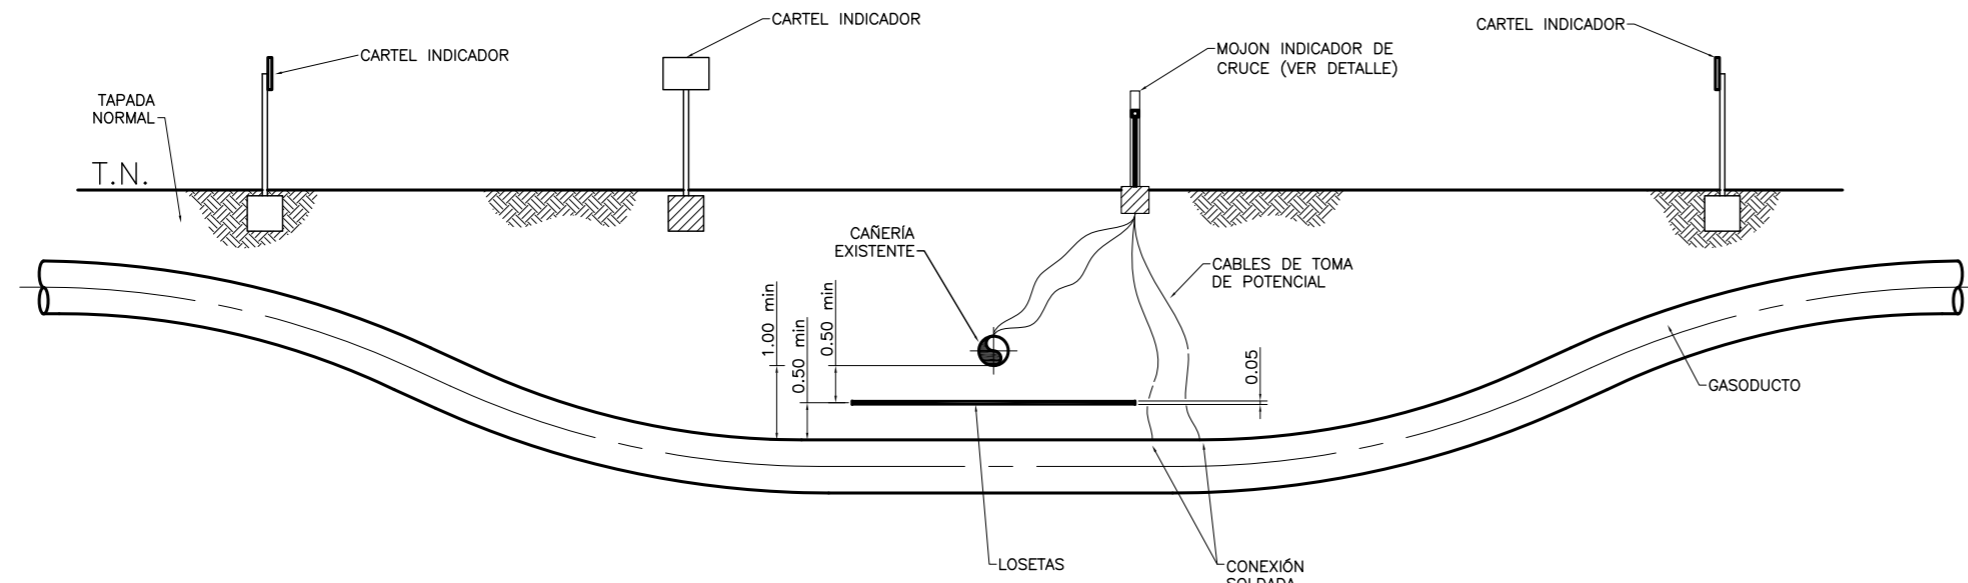 CARTEL INDICADOR
CARTEL INDICADOR
CARTEL INDICADOR
MOJON INDICADOR DE
CRUCE (VER DETALLE)
TAPADA
NORMAL
T.N.
CAÑERÍA
EXISTENTE
CABLES DE TOMA
DE POTENCIAL
1.00 min
0.50 min
0.50 min
0.05
GASODUCTO
LOSETAS
CONEXIÓN
SOLDADA